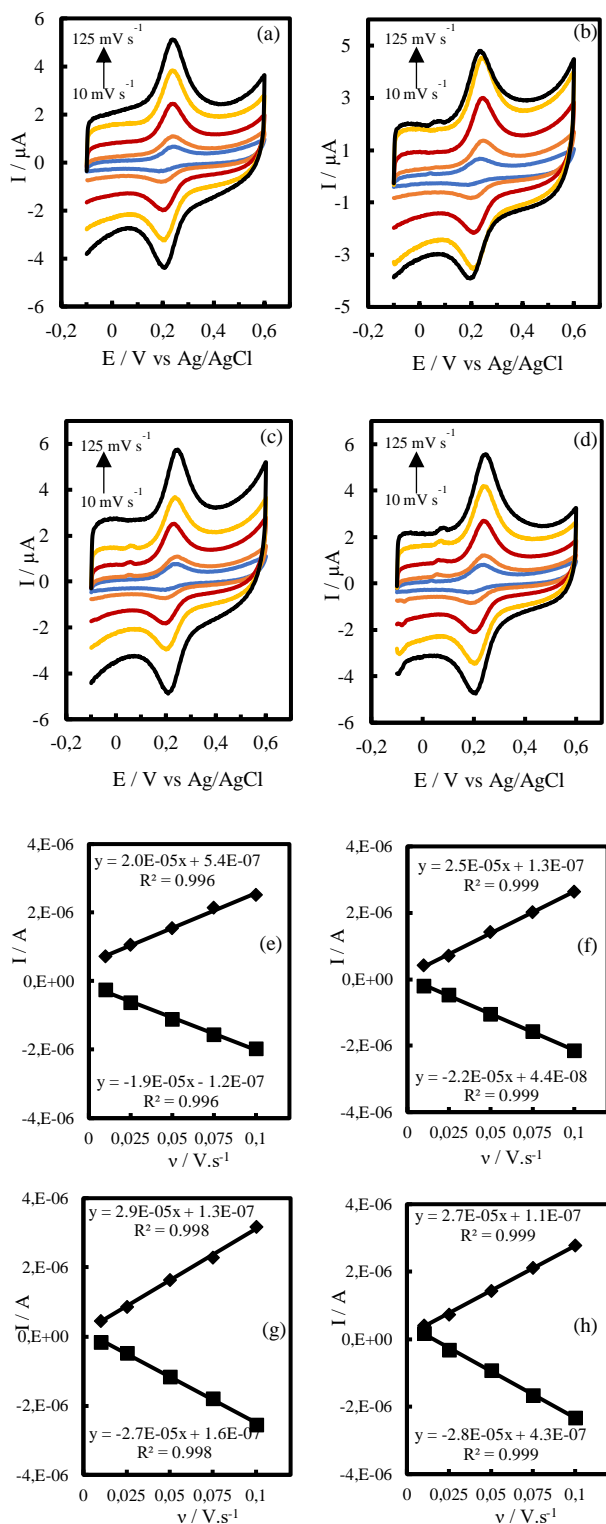 (a)
125 mV s-1
10 mV s-1
6
4
2
0
-2
-4
-6
I / µA
-0,2 0 0,2 0,4 0,6
E / V vs Ag/AgCl
(b)
125 mV s-1
10 mV s-1
5
3
1
-1
-3
-5
I / µA
-0,2 0 0,2 0,4 0,6
E / V vs Ag/AgCl
(c)
125 mV s-1
10 mV s-1
6
4
2
0
-2
-4
-6
I / µA
-0,2 0 0,2 0,4 0,6
E / V vs Ag/AgCl
(d)
125 mV s-1
10 mV s-1
6
4
2
0
-2
-4
-6
I / µA
-0,2 0 0,2 0,4 0,6
E / V vs Ag/AgCl
4,E-06
2,E-06
0,E+00
-2,E-06
-4,E-06
I / A
y = 2.0E-05x + 5.4E-07
R² = 0.996
(e)
y = -1.9E-05x - 1.2E-07
R² = 0.996
0 0,025 0,05 0,075 0,1
ν / V.s-1
4,E-06
2,E-06
0,E+00
-2,E-06
-4,E-06
I / A
y = 2.5E-05x + 1.3E-07
R² = 0.999
(f)
y = -2.2E-05x + 4.4E-08
R² = 0.999
0 0,025 0,05 0,075 0,1
ν / V.s-1
4,E-06
2,E-06
0,E+00
-2,E-06
-4,E-06
I / A
y = 2.9E-05x + 1.3E-07
R² = 0.998
(g)
y = -2.7E-05x + 1.6E-07
R² = 0.998
0 0,025 0,05 0,075 0,1
ν / V.s-1
4,E-06
2,E-06
0,E+00
-2,E-06
-4,E-06
I / A
y = 2.7E-05x + 1.1E-07
R² = 0.999
(h)
y = -2.8E-05x + 4.3E-07
R² = 0.999
0 0,025 0,05 0,075 0,1
ν / V.s-1